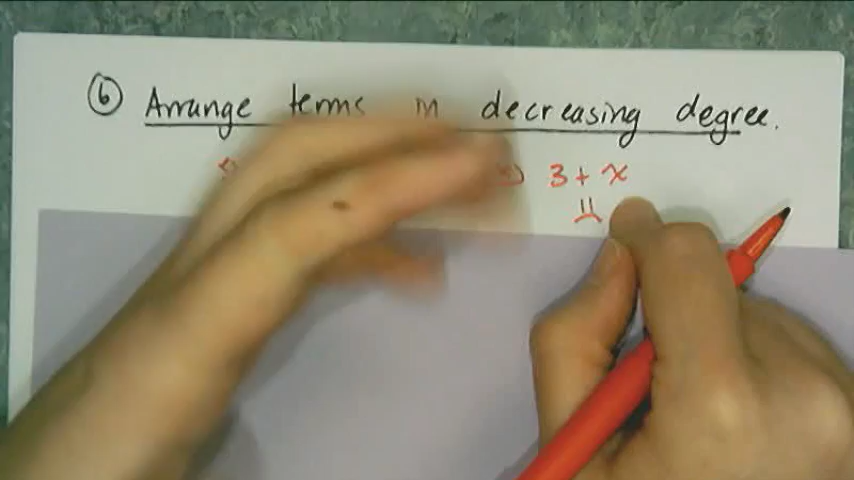 ⑥ Arrange terms in decreasing degree.
3 + x